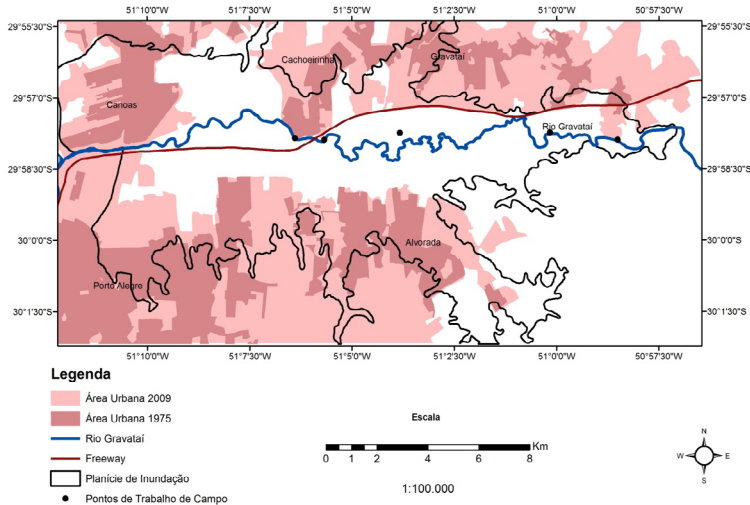 51°10'0"W 51°7'30"W 51°5'0"W 51°2'30"W 51°0'0"W 50°57'30"W
29°55'30"S 29°55'30"S
Cachoeirinha Gravataí
29°57'0"S 29°57'0"S
Canoas
Rio Gravataí
29°58'30"S 29°58'30"S
30°0'0"S 30°0'0"S
Alvorada
Porto Alegre
30°1'30"S 30°1'30"S
51°10'0"W 51°7'30"W 51°5'0"W 51°2'30"W 51°0'0"W 50°57'30"W
Legenda
Área Urbana 2009
Área Urbana 1975
Rio Gravataí
Freeway
Planície de Inundação
Pontos de Trabalho de Campo
Escala
Km
0 1 2 4 6 8
1:100.000
N
W E
S